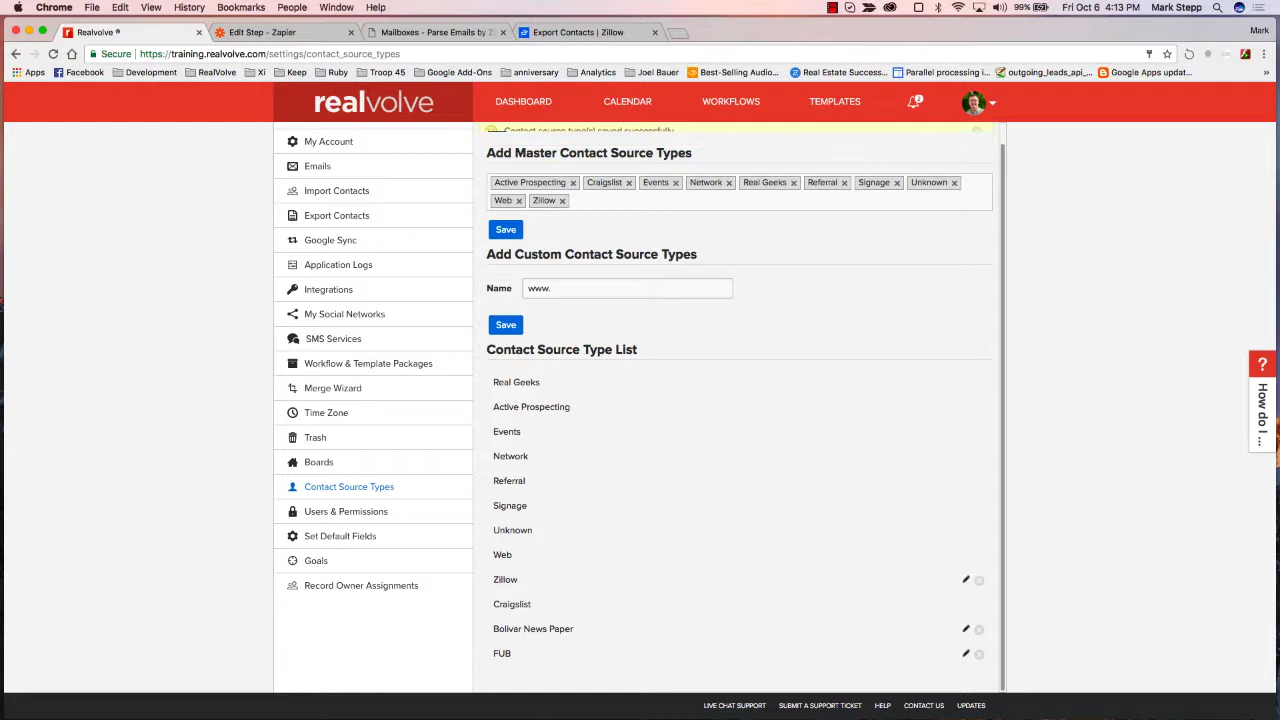 Chrome File Edit View History Bookmarks People Window Help 99% Fri Oct 6 4:13 PM Mark Stepp
Realvolve ® Edit Step - Zapier Mailboxes - Parse Emails by Z Export Contacts | Zillow Mark
Secure https://training.realvolve.com/settings/contact_source_types
Apps Facebook Development RealVolve Xi Keep Ruby Troop 45 Google Add-Ons anniversary Analytics Joel Bauer Best-Selling Audio... Real Estate Success... Parallel processing i... outgoing_leads_api_... Google Apps updat... »
realvolve DASHBOARD CALENDAR WORKFLOWS TEMPLATES 2
Contact source type(s) saved successfully
My Account
Emails
Import Contacts
Export Contacts
Google Sync
Application Logs
Integrations
My Social Networks
SMS Services
Workflow & Template Packages
Merge Wizard
Time Zone
Trash
Boards
Contact Source Types
Users & Permissions
Set Default Fields
Goals
Record Owner Assignments
Add Master Contact Source Types
Active Prospecting × Craigslist × Events × Network × Real Geeks × Referral × Signage × Unknown ×
Web × Zillow ×
Save
Add Custom Contact Source Types
Name www.
Save
Contact Source Type List
Real Geeks
Active Prospecting
Events
Network
Referral
Signage
Unknown
Web
Zillow
Craigslist
Bolivar News Paper
FUB
? How do I ...
LIVE CHAT SUPPORT SUBMIT A SUPPORT TICKET HELP CONTACT US UPDATES